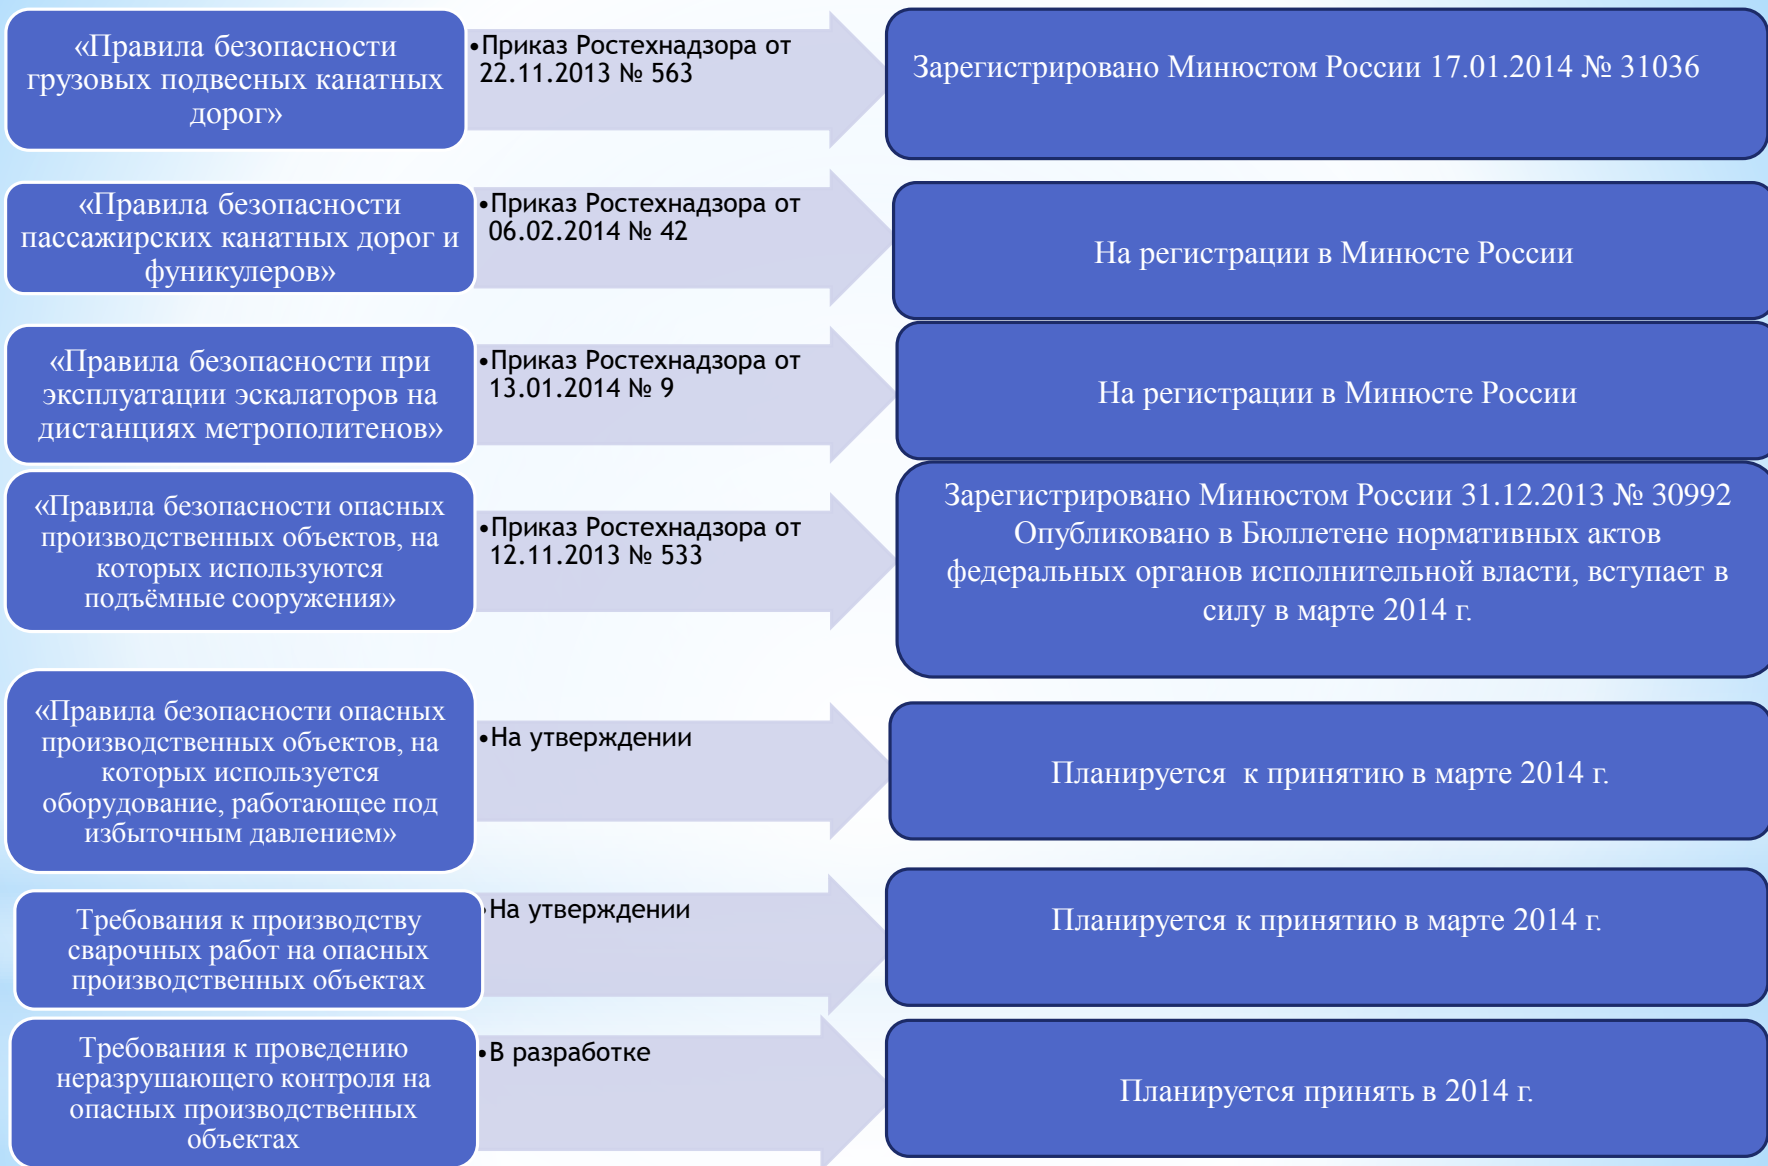 «Правила безопасности
грузовых подвесных канатных
дорог»
•Приказ Ростехнадзора от
22.11.2013 № 563
Зарегистрировано Минюстом России 17.01.2014 № 31036
«Правила безопасности
пассажирских канатных дорог и
фуникулеров»
•Приказ Ростехнадзора от
06.02.2014 № 42
На регистрации в Минюсте России
«Правила безопасности при
эксплуатации эскалаторов на
дистанциях метрополитенов»
•Приказ Ростехнадзора от
13.01.2014 № 9
На регистрации в Минюсте России
«Правила безопасности опасных
производственных объектов, на
которых используются
подъёмные сооружения»
•Приказ Ростехнадзора от
12.11.2013 № 533
Зарегистрировано Минюстом России 31.12.2013 № 30992
Опубликовано в Бюллетене нормативных актов
федеральных органов исполнительной власти, вступает в
силу в марте 2014 г.
«Правила безопасности опасных
производственных объектов, на
которых используется
оборудование, работающее под
избыточным давлением»
•На утверждении
Планируется к принятию в марте 2014 г.
Требования к производству
сварочных работ на опасных
производственных объектах
•На утверждении
Планируется к принятию в марте 2014 г.
Требования к проведению
неразрушающего контроля на
опасных производственных
объектах
•В разработке
Планируется принять в 2014 г.